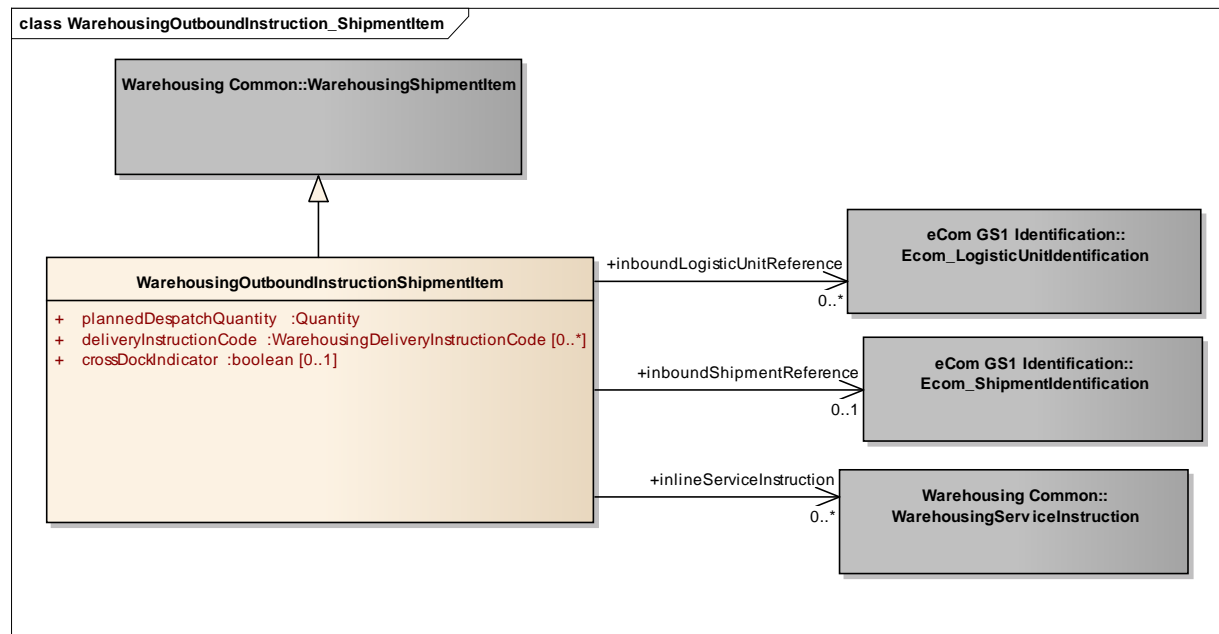 class WarehousingOutboundInstruction_ShipmentItem
Warehousing Common::WarehousingShipmentItem
WarehousingOutboundInstructionShipmentItem
+ plannedDespatchQuantity :Quantity
+ deliveryInstructionCode :WarehousingDeliveryInstructionCode [0..*]
+ crossDockIndicator :boolean [0..1]
+inboundLogisticUnitReference
0..*
eCom GS1 Identification::
Ecom_LogisticUnitIdentification
+inboundShipmentReference
0..1
eCom GS1 Identification::
Ecom_ShipmentIdentification
+inlineServiceInstruction
0..*
Warehousing Common::
WarehousingServiceInstruction